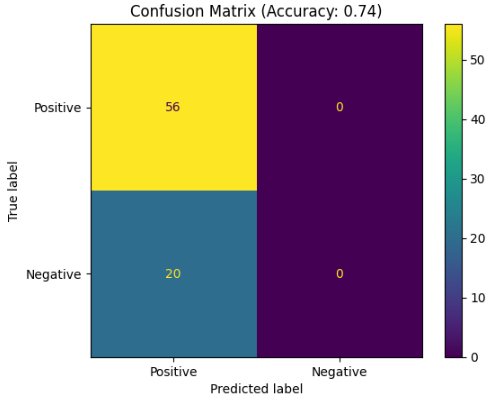 Confusion Matrix (Accuracy: 0.74)
True label
Positive
56
0
Negative
20
0
Positive
Negative
Predicted label
50
40
30
20
10
0